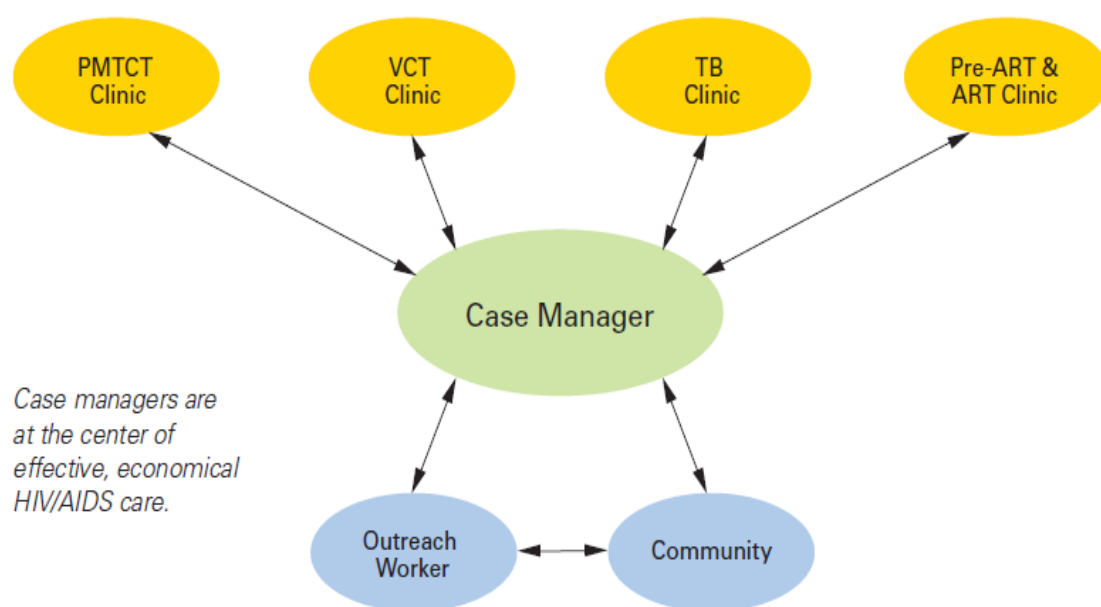 PMTCT
Clinic
VCT
Clinic
TB
Clinic
Pre-ART &
ART Clinic
Case Manager
Case managers are
at the center of
effective, economical
HIV/AIDS care.
Outreach
Worker
Community